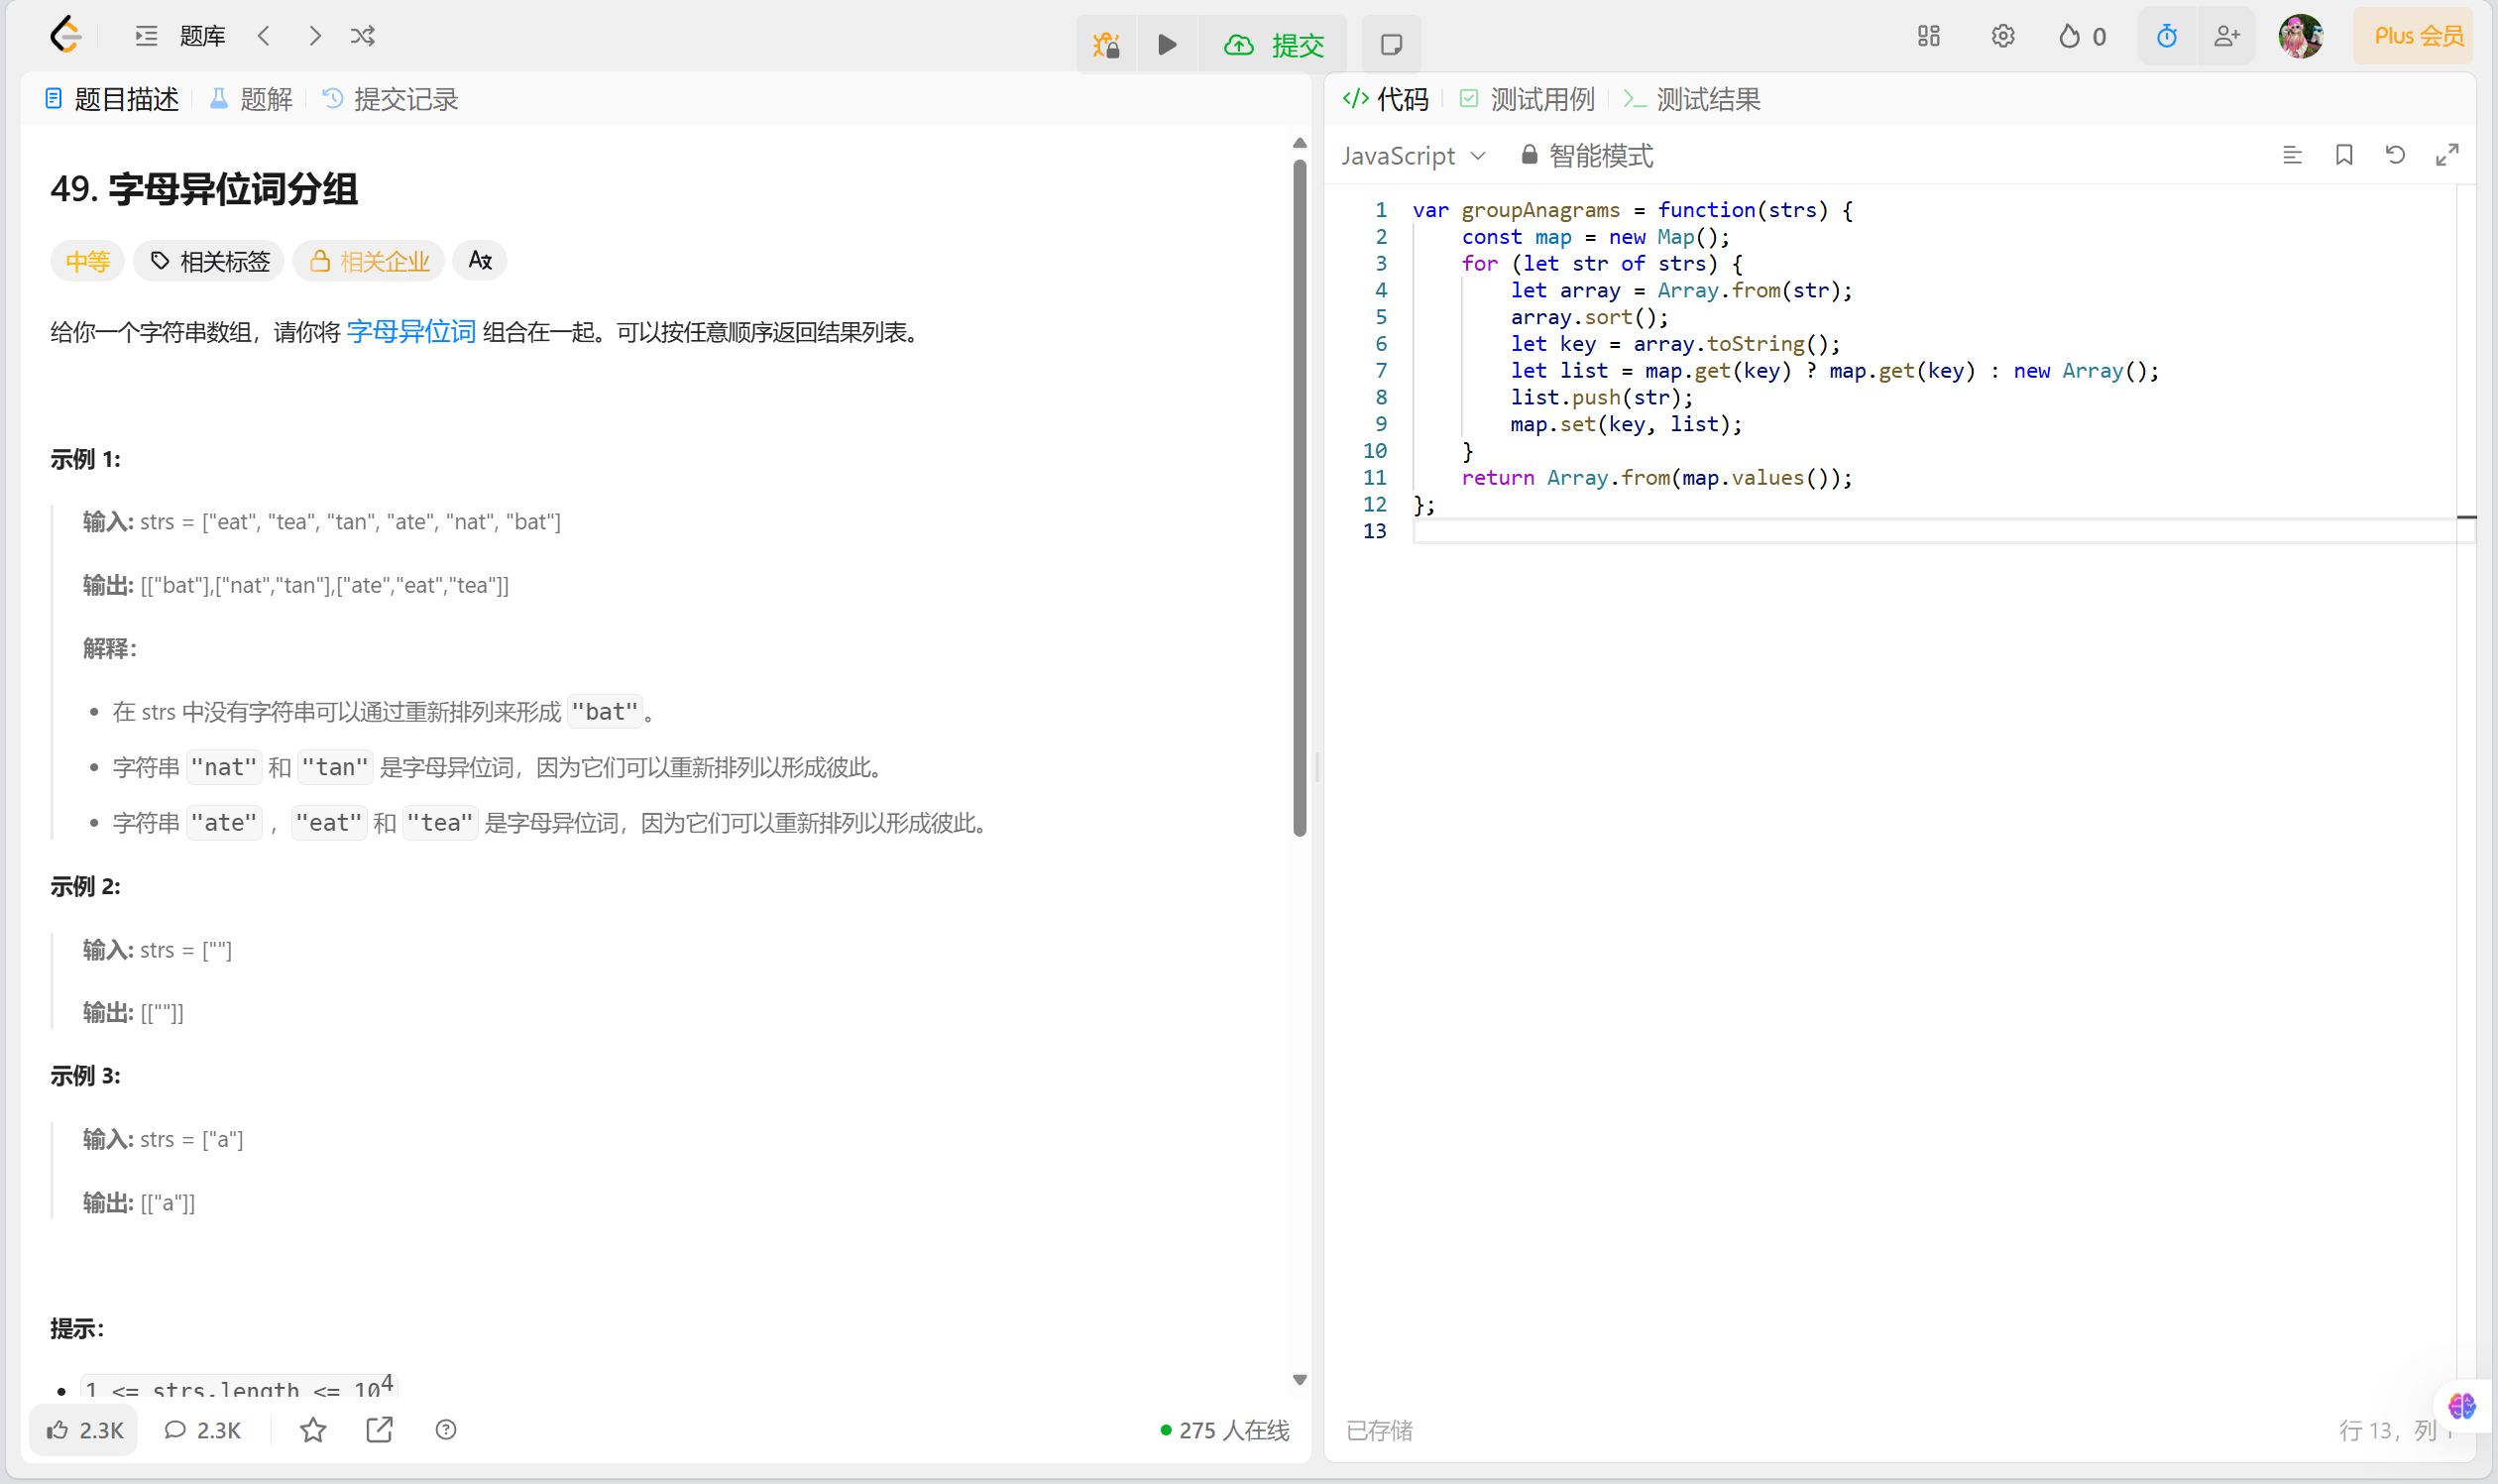 题库
提交
0
Plus 会员
题目描述
题解
提交记录
49. 字母异位词分组
中等
相关标签
相关企业
给你一个字符串数组，请你将 字母异位词 组合在一起。可以按任意顺序返回结果列表。
示例 1:
输入: strs = ["eat", "tea", "tan", "ate", "nat", "bat"]
输出: [["bat"],["nat","tan"],["ate","eat","tea"]]
解释：
在 strs 中没有字符串可以通过重新排列来形成 "bat"。
字符串 "nat" 和 "tan" 是字母异位词，因为它们可以重新排列以形成彼此。
字符串 "ate" ，"eat" 和 "tea" 是字母异位词，因为它们可以重新排列以形成彼此。
示例 2:
输入: strs = [""]
输出: [[""]]
示例 3:
输入: strs = ["a"]
输出: [["a"]]
提示：
1 <= strs.length <= 10^4
2.3K
2.3K
275 人在线
代码
测试用例
测试结果
JavaScript
智能模式
1 var groupAnagrams = function(strs) {
2     const map = new Map();
3     for (let str of strs) {
4         let array = Array.from(str);
5         array.sort();
6         let key = array.toString();
7         let list = map.get(key) ? map.get(key) : new Array();
8         list.push(str);
9         map.set(key, list);
10     }
11     return Array.from(map.values());
12 };
13
已存储
行 13，列 1